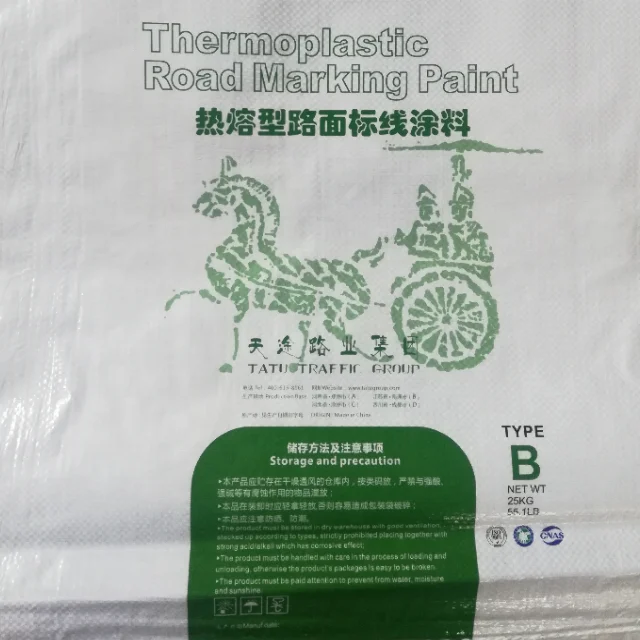 Thermoplastic
Road Marking Paint
热熔型路面标线涂料
天途路业集团
TATU TRAFFIC GROUP
储存方法及注意事项
Storage and precaution
•本产品应贮存在干燥通风的仓库内，按类码放，严禁与强酸、
强碱等有腐蚀作用的物品混放；
•本品在装卸时应轻拿轻放，否则容易造成包装袋破碎；
•本品应注意防晒、防潮。
•The product must be stored in dry warehouse with good ventilation,
stacked up according to types, strictly prohibited placing together with
strong acid/alkali which has corrosive effect;
•The product must be handled with care in the process of loading and
unloading, otherwise the product's packages is easy to be broken.
•The product must be paid attention to prevent from water, moisture
and sunshine.
TYPE
B
NET WT
25KG
55.1LB
CNAS